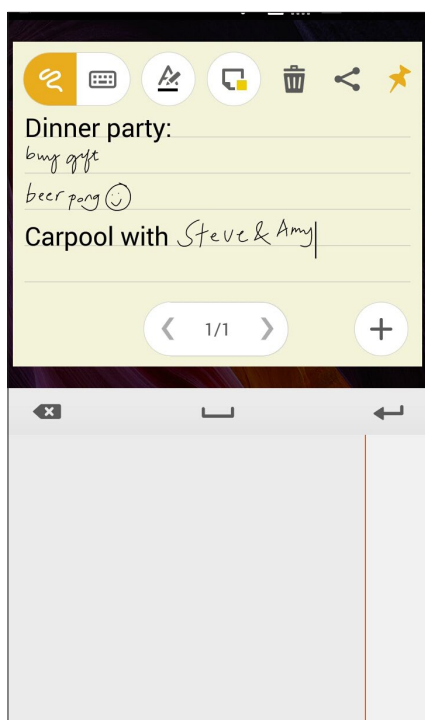 Dinner party:
buy gift
beer pong ☺
Carpool with Steve & Amy
1/1